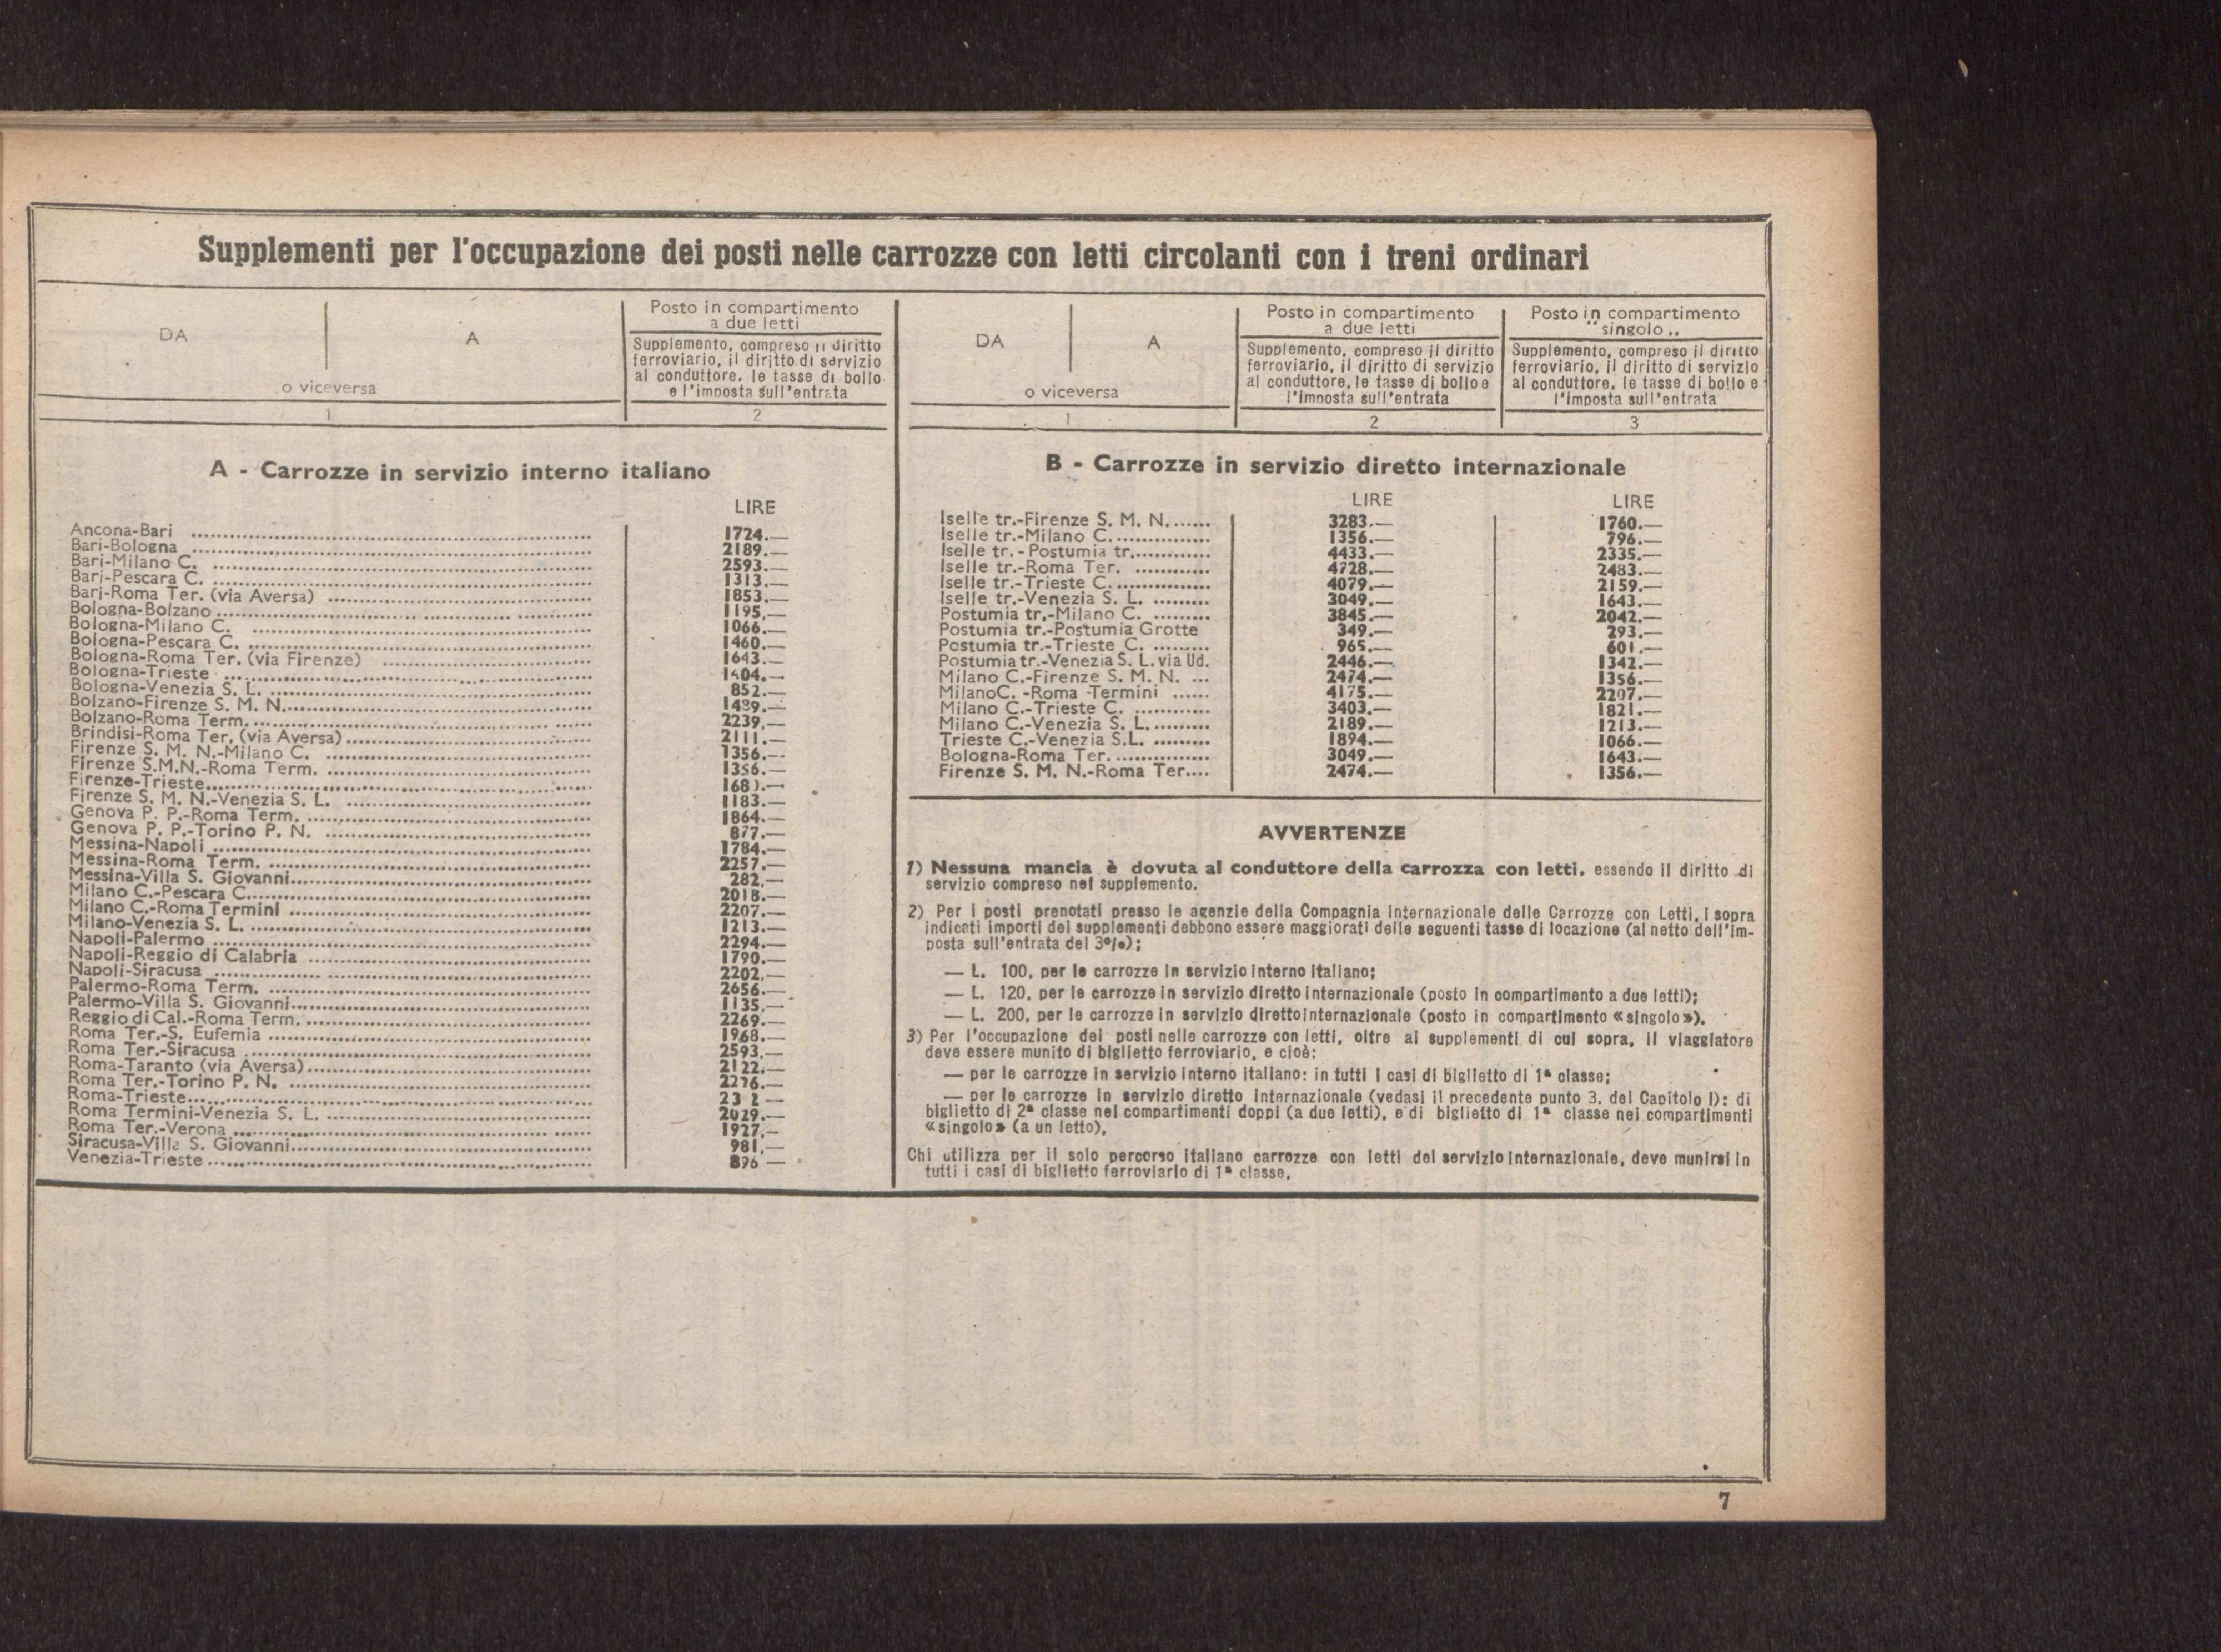 Supplementi per l'occupazione dei posti nelle carrozze con letti circolanti con i treni ordinari
DA
A
o viceversa
1
Posto in compartimento
a due letti
Supplemento, compreso il diritto
ferroviario, il diritto di servizio
al conduttore, le tasse di bollo
e l'imposta sull'entrata
2
A - Carrozze in servizio interno italiano
LIRE
Ancona-Bari ........ 1724.—
Bari-Bologna ........ 2189.—
Bari-Milano C. ........ 2593.—
Bari-Pescara C. ........ 1313.—
Bari-Roma Ter. (via Aversa) ........ 1853.—
Bologna-Bolzano ........ 1195.—
Bologna-Milano C. ........ 1066.—
Bologna-Pescara C. ........ 1460.—
Bologna-Roma Ter. (via Firenze) ........ 1643.—
Bologna-Trieste ........ 1404.—
Bologna-Venezia S. L. ........ 852.—
Bolzano-Firenze S. M. N. ........
Bolzano-Roma Term. ........ 2239.—
Brindisi-Roma Ter. (via Aversa) ........ 2111.—
Firenze S. M. N.-Milano C. ........ 1356.—
Firenze S.M.N.-Roma Term. ........ 1356.—
Firenze-Trieste ........
Firenze S. M. N.-Venezia S. L. ........ 1183.—
Genova P. P.-Roma Term. ........ 1864.—
Genova P. P.-Torino P. N. ........ 877.—
Messina-Napoli ........ 1784.—
Messina-Roma Term. ........ 2257.—
Messina-Villa S. Giovanni ........ 282.—
Milano C.-Pescara C. ........ 2018.—
Milano C.-Roma Termini ........ 2207.—
Milano-Venezia S. L. ........ 1213.—
Napoli-Palermo ........ 2294.—
Napoli-Reggio di Calabria ........ 1790.—
Napoli-Siracusa ........ 2202.—
Palermo-Roma Term. ........ 2656.—
Palermo-Villa S. Giovanni ........ 1135.—
Reggio di Cal.-Roma Term. ........ 2269.—
Roma Ter.-S. Eufemia ........ 1968.—
Roma Ter.-Siracusa ........ 2593.—
Roma-Taranto (via Aversa) ........ 2122.—
Roma Ter.-Torino P. N. ........ 2276.—
Roma-Trieste ........
Roma Termini-Venezia S. L. ........ 2029.—
Roma Ter.-Verona ........ 1927.—
Siracusa-Villa S. Giovanni ........ 981.—
Venezia-Trieste ........ 896 —
DA
A
o viceversa
1
Posto in compartimento
a due letti
Supplemento, compreso il diritto
ferroviario, il diritto di servizio
al conduttore, le tasse di bollo e
l'imposta sull'entrata
2
Posto in compartimento
"singolo,,
Supplemento, compreso il diritto
ferroviario, il diritto di servizio
al conduttore, le tasse di bollo e
l'imposta sull'entrata
3
B - Carrozze in servizio diretto internazionale
LIRE LIRE
Iselle tr.-Firenze S. M. N. ....... 3283.— 1760.—
Iselle tr.-Milano C. ....... 1356.— 796.—
Iselle tr. - Postumia tr. ....... 4433.— 2335.—
Iselle tr.-Roma Ter. ....... 4728.— 2483.—
Iselle tr.-Trieste C. ....... 4079.— 2159.—
Iselle tr.-Venezia S. L. ....... 3049.— 1643.—
Postumia tr.-Milano C. ....... 3845.— 2042.—
Postumia tr.-Postumia Grotte 349.— 293.—
Postumia tr.-Trieste C. ....... 965.— 601.—
Postumia tr.-Venezia S. L. via Ud. 2446.— 1342.—
Milano C.-Firenze S. M. N. ... 2474.— 1356.—
MilanoC. -Roma Termini ...... 4175.— 2207.—
Milano C.-Trieste C. ....... 3403.— 1821.—
Milano C.-Venezia S. L. ....... 2189.— 1213.—
Trieste C.-Venezia S.L. ....... 1894.— 1066.—
Bologna-Roma Ter. ....... 3049.— 1643.—
Firenze S. M. N.-Roma Ter.... 2474.— 1356.—
AVVERTENZE
1) Nessuna mancia è dovuta al conduttore della carrozza con letti, essendo il diritto di
servizio compreso nel supplemento.
2) Per i posti prenotati presso le agenzie della Compagnia Internazionale delle Carrozze con Letti, i sopra
indicati importi dei supplementi debbono essere maggiorati delle seguenti tasse di locazione (al netto dell'im-
posta sull'entrata del 3%);
— L. 100, per le carrozze in servizio interno italiano;
— L. 120, per le carrozze in servizio diretto internazionale (posto in compartimento a due letti);
— L. 200, per le carrozze in servizio diretto internazionale (posto in compartimento «singolo»).
3) Per l'occupazione dei posti nelle carrozze con letti, oltre ai supplementi di cui sopra, il viaggiatore
deve essere munito di biglietto ferroviario, e cioè:
— per le carrozze in servizio interno italiano: in tutti i casi di biglietto di 1ª classe;
— per le carrozze in servizio diretto internazionale (vedasi il precedente punto 3. del Capitolo I): di
biglietto di 2ª classe nei compartimenti doppi (a due letti), e di biglietto di 1ª classe nei compartimenti
«singolo» (a un letto).
Chi utilizza per il solo percorso italiano carrozze con letti del servizio internazionale, deve munirsi in
tutti i casi di biglietto ferroviario di 1ª classe.
7